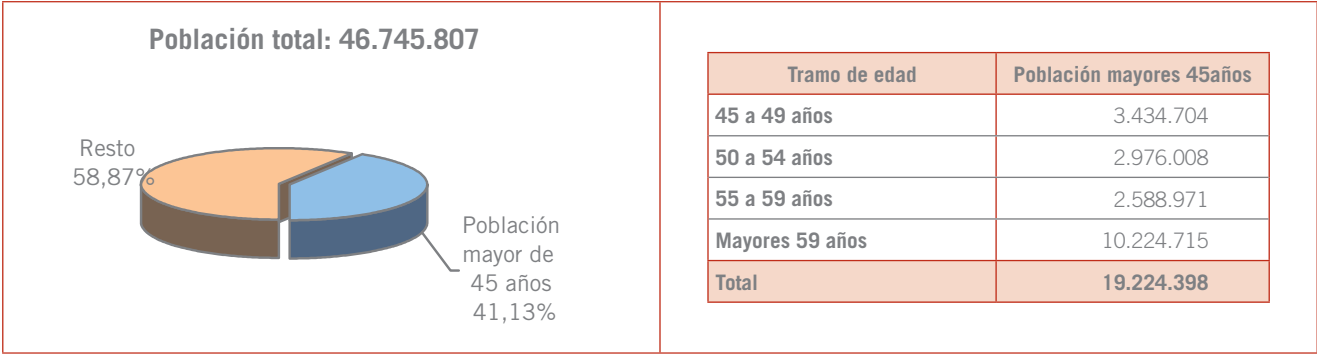 Población total: 46.745.807
Resto
58,87%
Población
mayor de
45 años
41,13%
Tramo de edad Población mayores 45años
45 a 49 años 3.434.704
50 a 54 años 2.976.008
55 a 59 años 2.588.971
Mayores 59 años 10.224.715
Total 19.224.398